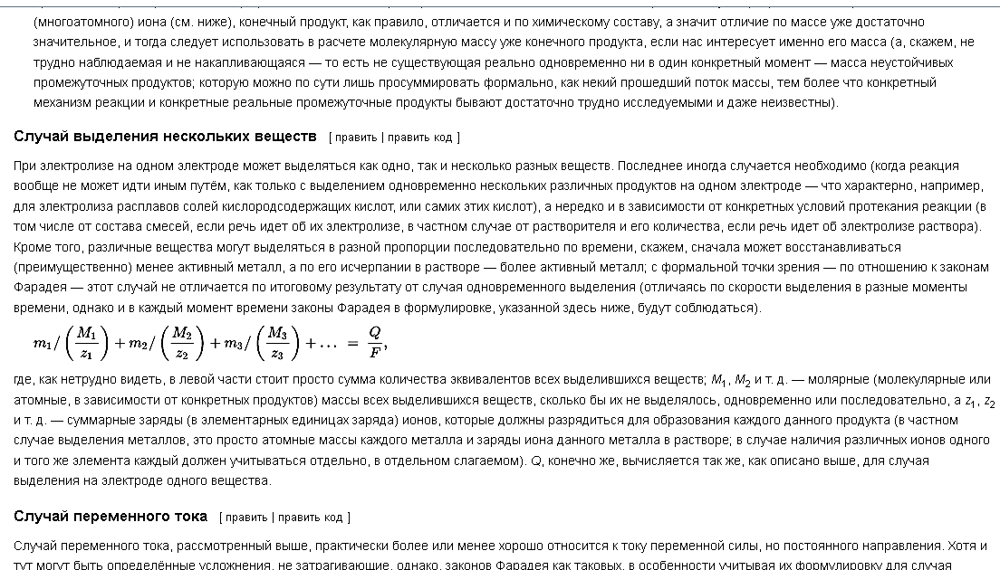 (многоатомного) иона (см. ниже), конечный продукт, как правило, отличается и по химическому составу, а значит отличие по массе уже достаточно
значительное, и тогда следует использовать в расчете молекулярную массу уже конечного продукта, если нас интересует именно его масса (а, скажем, не
трудно наблюдаемая и не накапливающаяся — то есть не существующая реально одновременно ни в один конкретный момент — масса неустойчивых
промежуточных продуктов; которую можно по сути лишь просуммировать формально, как некий прошедший поток массы, тем более что конкретный
механизм реакции и конкретные реальные промежуточные продукты бывают достаточно трудно исследуемыми и даже неизвестны).
Случай выделения нескольких веществ [ править | править код ]
При электролизе на одном электроде может выделяться как одно, так и несколько разных веществ. Последнее иногда случается необходимо (когда реакция
вообще не может идти иным путём, как только с выделением одновременно нескольких различных продуктов на одном электроде — что характерно, например,
для электролиза расплавов солей кислородсодержащих кислот, или самих этих кислот), а нередко и в зависимости от конкретных условий протекания реакции (в
том числе от состава смесей, если речь идет об их электролизе, в частном случае от растворителя и его количества, если речь идет об электролизе раствора).
Кроме того, различные вещества могут выделяться в разной пропорции последовательно по времени, скажем, сначала может восстанавливаться
(преимущественно) менее активный металл, а по его исчерпании в растворе — более активный металл; с формальной точки зрения — по отношению к законам
Фарадея — этот случай не отличается по итоговому результату от случая одновременного выделения (отличаясь по скорости выделения в разные моменты
времени, однако и в каждый момент времени законы Фарадея в формулировке, указанной здесь ниже, будут соблюдаться).
m₁/(M₁/z₁) + m₂/(M₂/z₂) + m₃/(M₃/z₃) + … = Q/F,
где, как нетрудно видеть, в левой части стоит просто сумма количества эквивалентов всех выделившихся веществ; M₁, M₂ и т. д. — молярные (молекулярные или
атомные, в зависимости от конкретных продуктов) массы всех выделившихся веществ, сколько бы их не выделялось, одновременно или последовательно, а z₁, z₂
и т. д. — суммарные заряды (в элементарных единицах заряда) ионов, которые должны разрядиться для образования каждого данного продукта (в частном
случае выделения металлов, это просто атомные массы каждого металла и заряды иона данного металла в растворе; в случае наличия различных ионов одного
и того же элемента каждый должен учитываться отдельно, в отдельном слагаемом). Q, конечно же, вычисляется так же, как описано выше, для случая
выделения на электроде одного вещества.
Случай переменного тока [ править | править код ]
Случай переменного тока, рассмотренный выше, практически более или менее хорошо относится к току переменной силы, но постоянного направления. Хотя и
тут могут быть определённые усложнения, не затрагивающие, однако, законов Фарадея как таковых, в особенности учитывая их формулировку для случая